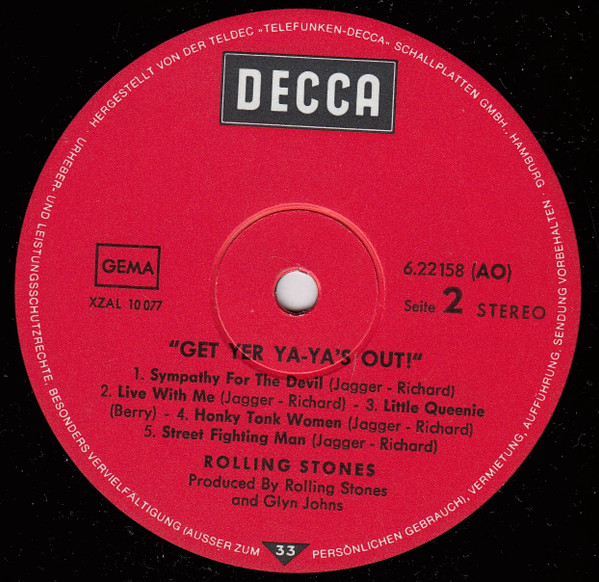 · HERGESTELLT VON DER TELDEC »TELEFUNKEN-DECCA« SCHALLPLATTEN GMBH., HAMBURG ·
DECCA
GEMA
XZAL 10 077
6.22158 (AO)
Seite 2 STEREO
"GET YER YA-YA'S OUT!"
1. Sympathy For The Devil (Jagger - Richard)
2. Live With Me (Jagger - Richard) - 3. Little Queenie
(Berry) - 4. Honky Tonk Women (Jagger - Richard)
5. Street Fighting Man (Jagger - Richard)
ROLLING STONES
Produced By Rolling Stones
and Glyn Johns
33
URHEBER- UND LEISTUNGSSCHUTZRECHTE, BESONDERS VERVIELFÄLTIGUNG (AUSSER ZUM PERSÖNLICHEN GEBRAUCH), VERMIETUNG, AUFFÜHRUNG, SENDUNG VORBEHALTEN